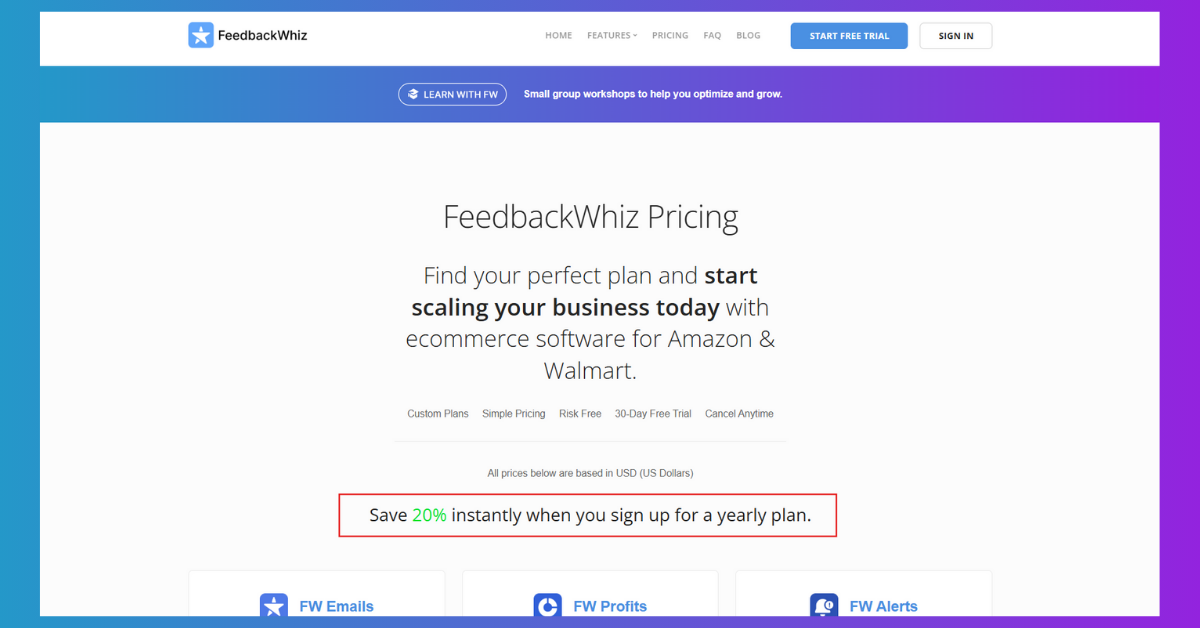 FeedbackWhiz
HOME FEATURES PRICING FAQ BLOG START FREE TRIAL SIGN IN
LEARN WITH FW Small group workshops to help you optimize and grow.
FeedbackWhiz Pricing
Find your perfect plan and start
scaling your business today with
ecommerce software for Amazon &
Walmart.
Custom Plans Simple Pricing Risk Free 30-Day Free Trial Cancel Anytime
All prices below are based in USD (US Dollars)
Save 20% instantly when you sign up for a yearly plan.
FW Emails FW Profits FW Alerts